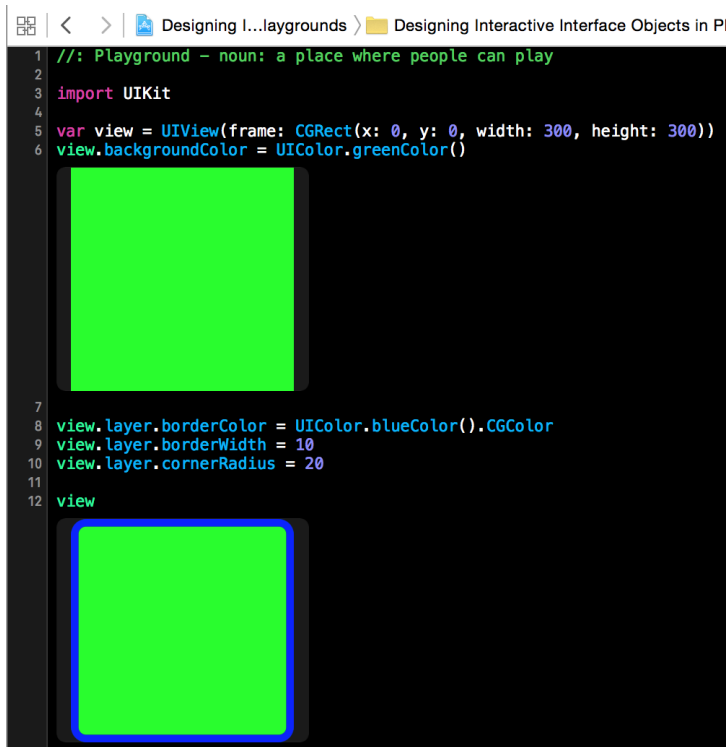 Designing I...laygrounds Designing Interactive Interface Objects in Pl
1 //: Playground – noun: a place where people can play
2
3 import UIKit
4
5 var view = UIView(frame: CGRect(x: 0, y: 0, width: 300, height: 300))
6 view.backgroundColor = UIColor.greenColor()
7
8 view.layer.borderColor = UIColor.blueColor().CGColor
9 view.layer.borderWidth = 10
10 view.layer.cornerRadius = 20
11
12 view